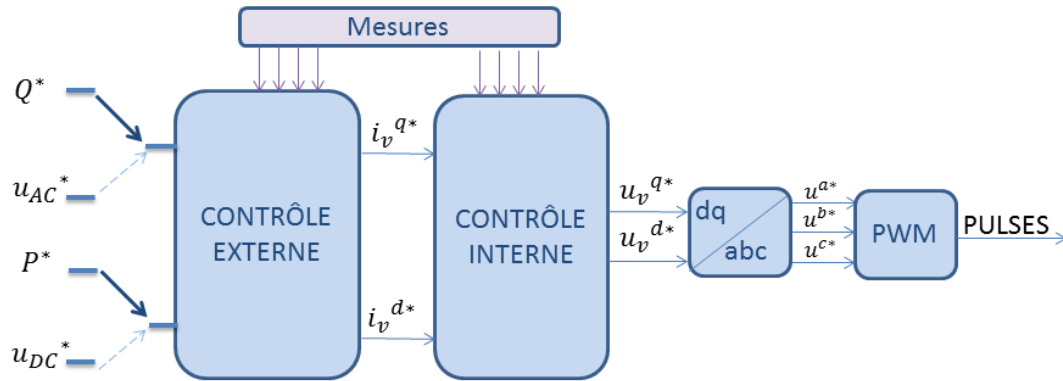 Mesures
Q*
u_AC*
P*
u_DC*
CONTRÔLE
EXTERNE
i_v^q*
i_v^d*
CONTRÔLE
INTERNE
u_v^q*
u_v^d*
dq
abc
u^a*
u^b*
u^c*
PWM
PULSES